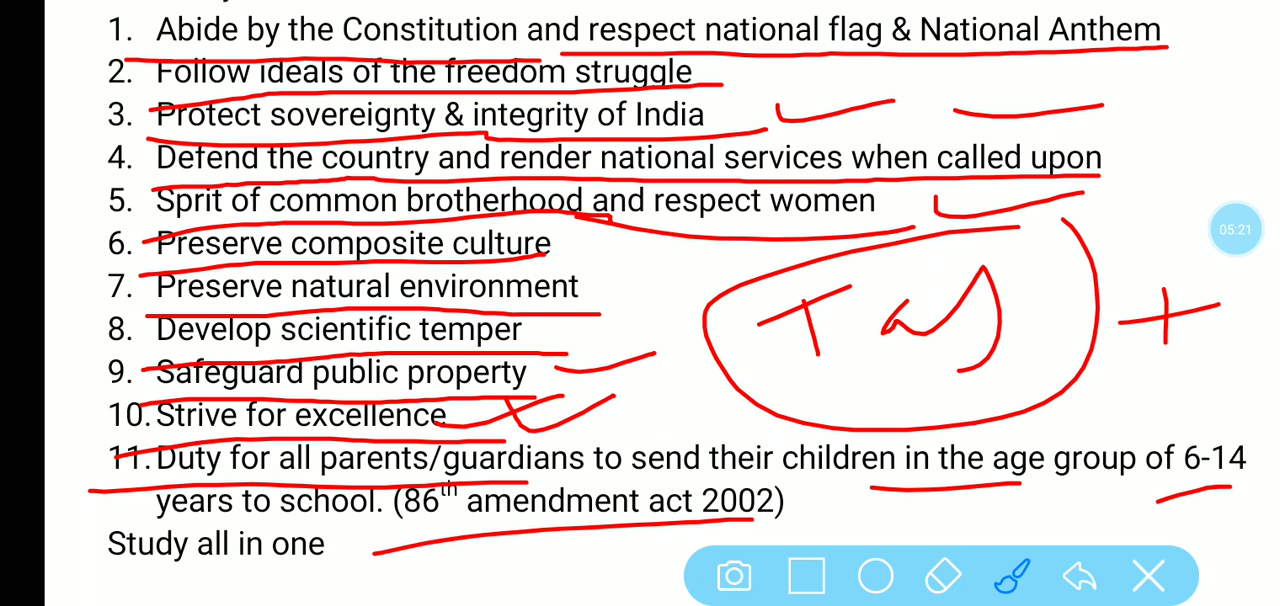 1. Abide by the Constitution and respect national flag & National Anthem
2. Follow ideals of the freedom struggle
3. Protect sovereignty & integrity of India
4. Defend the country and render national services when called upon
5. Sprit of common brotherhood and respect women
6. Preserve composite culture
7. Preserve natural environment
8. Develop scientific temper
9. Safeguard public property
10. Strive for excellence
11. Duty for all parents/guardians to send their children in the age group of 6-14
years to school. (86th amendment act 2002)
Study all in one
05:21
+